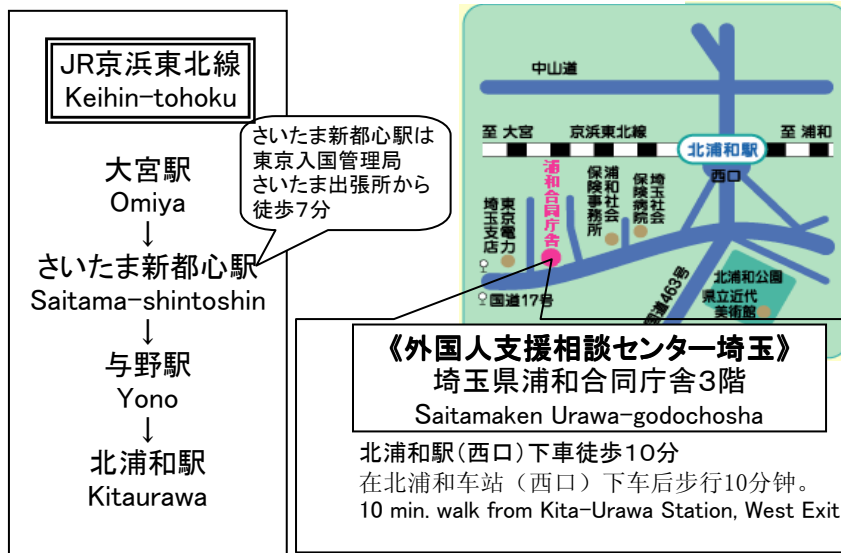 JR京浜東北線
Keihin-tohoku
大宮駅
Omiya
↓
さいたま新都心駅
Saitama-shintoshin
↓
与野駅
Yono
↓
北浦和駅
Kitaurawa
さいたま新都心駅は
東京入国管理局
さいたま出張所から
徒歩7分
中山道
至 大宮
京浜東北線
北浦和駅
至 浦和
西口
東京電力
埼玉支店
浦和合同庁舎
浦和社会
保険事務所
埼玉社会
保険病院
国道17号
国道463号
北浦和公園
県立近代
美術館
《外国人支援相談センター埼玉》
埼玉県浦和合同庁舎3階
Saitamaken Urawa-godochosha
北浦和駅(西口)下車徒歩10分
在北浦和车站（西口）下车后步行10分钟。
10 min. walk from Kita-Urawa Station, West Exit